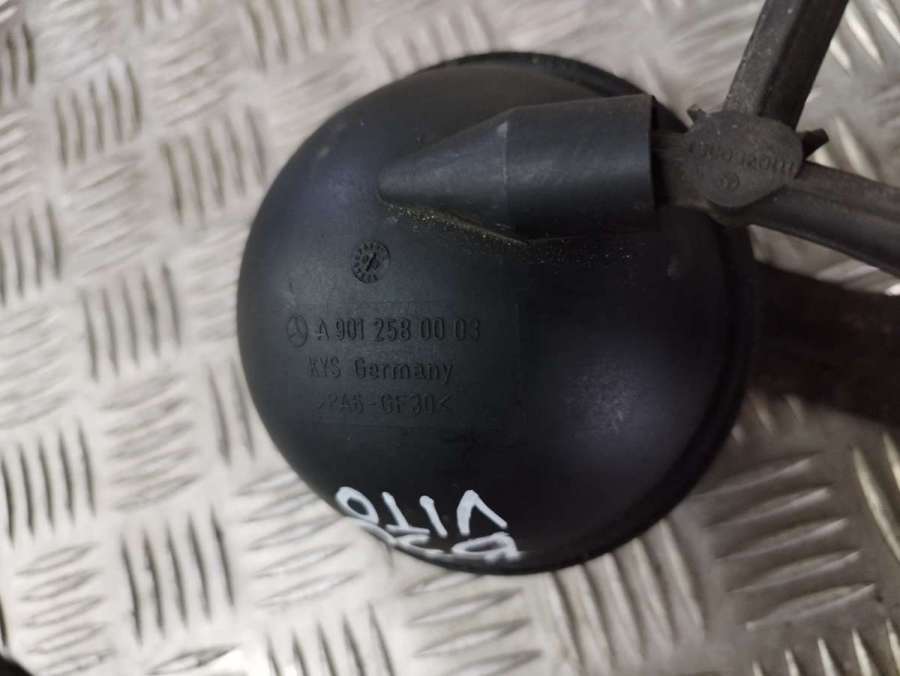 A 901 258 00 03
KYS Germany
>PA6-GF30<
VITO